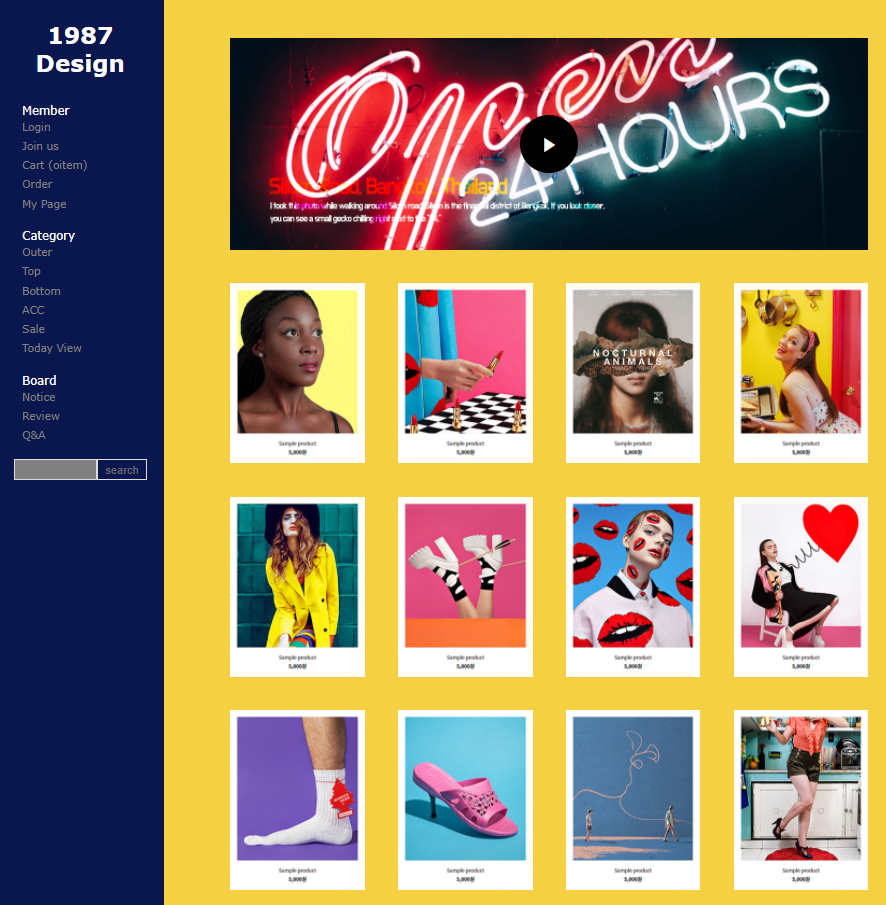 1987
Design
Member
Login
Join us
Cart (oitem)
Order
My Page
Category
Outer
Top
Bottom
ACC
Sale
Today View
Board
Notice
Review
Q&A
search
Open
24HOURS
Silom Road, Bangkok, Thailand
I took this photo while walking around Silom road. Silom is the financial district of Bangkok. If you look closer,
you can see a small gecko chilling right next to the
NOCTURNAL
ANIMALS
Sample product
5,000원
Sample product
5,000원
Sample product
5,000원
Sample product
5,000원
Sample product
5,000원
Sample product
5,000원
Sample product
5,000원
Sample product
5,000원
Sample product
5,000원
Sample product
5,000원
Sample product
5,000원
Sample product
5,000원